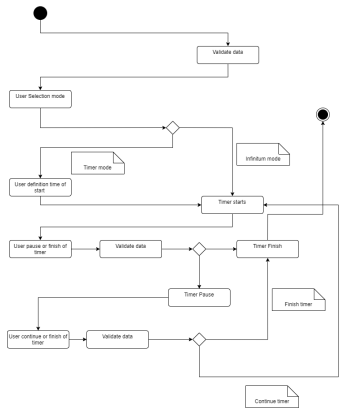 Validate data
User Selection mode
Timer mode
Infinitum mode
User definition time of
start
Timer starts
User pause or finish of
timer
Validate data
Timer Finish
Timer Pause
Finish timer
User continue or finish of
timer
Validate data
Continue timer